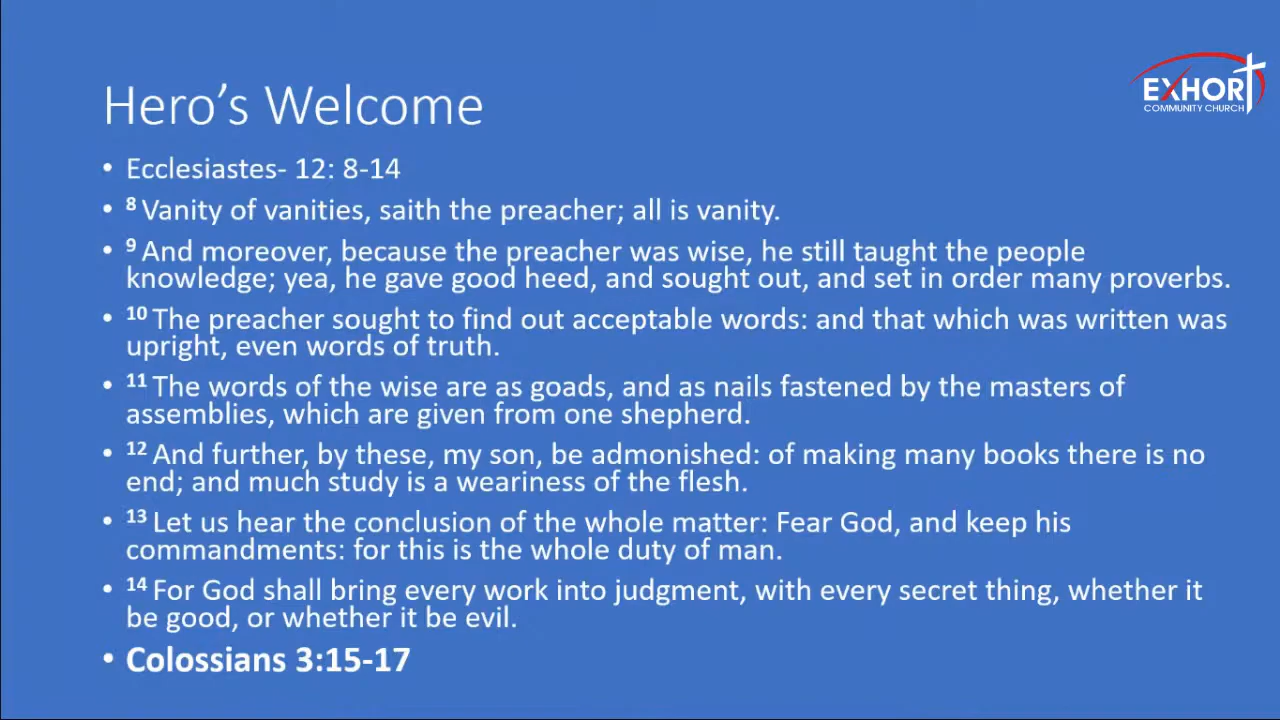 EXHORT
COMMUNITY CHURCH
Hero’s Welcome
• Ecclesiastes- 12: 8-14
• 8 Vanity of vanities, saith the preacher; all is vanity.
• 9 And moreover, because the preacher was wise, he still taught the people
knowledge; yea, he gave good heed, and sought out, and set in order many proverbs.
• 10 The preacher sought to find out acceptable words: and that which was written was
upright, even words of truth.
• 11 The words of the wise are as goads, and as nails fastened by the masters of
assemblies, which are given from one shepherd.
• 12 And further, by these, my son, be admonished: of making many books there is no
end; and much study is a weariness of the flesh.
• 13 Let us hear the conclusion of the whole matter: Fear God, and keep his
commandments: for this is the whole duty of man.
• 14 For God shall bring every work into judgment, with every secret thing, whether it
be good, or whether it be evil.
• Colossians 3:15-17